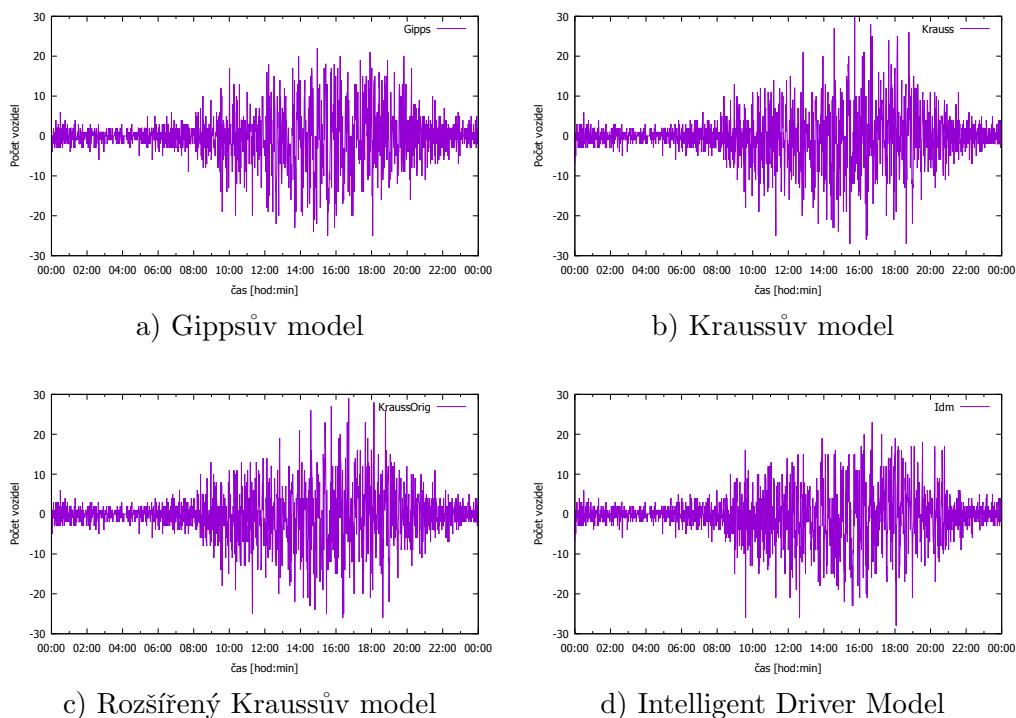 Počet vozidel
30
20
10
0
-10
-20
-30
Gipps
00:00 02:00 04:00 06:00 08:00 10:00 12:00 14:00 16:00 18:00 20:00 22:00 00:00
čas [hod:min]
a) Gippsův model
Počet vozidel
30
20
10
0
-10
-20
-30
Krauss
00:00 02:00 04:00 06:00 08:00 10:00 12:00 14:00 16:00 18:00 20:00 22:00 00:00
čas [hod:min]
b) Kraussův model
Počet vozidel
30
20
10
0
-10
-20
-30
KraussOrig
00:00 02:00 04:00 06:00 08:00 10:00 12:00 14:00 16:00 18:00 20:00 22:00 00:00
čas [hod:min]
c) Rozšířený Kraussův model
Počet vozidel
30
20
10
0
-10
-20
-30
Idm
00:00 02:00 04:00 06:00 08:00 10:00 12:00 14:00 16:00 18:00 20:00 22:00 00:00
čas [hod:min]
d) Intelligent Driver Model